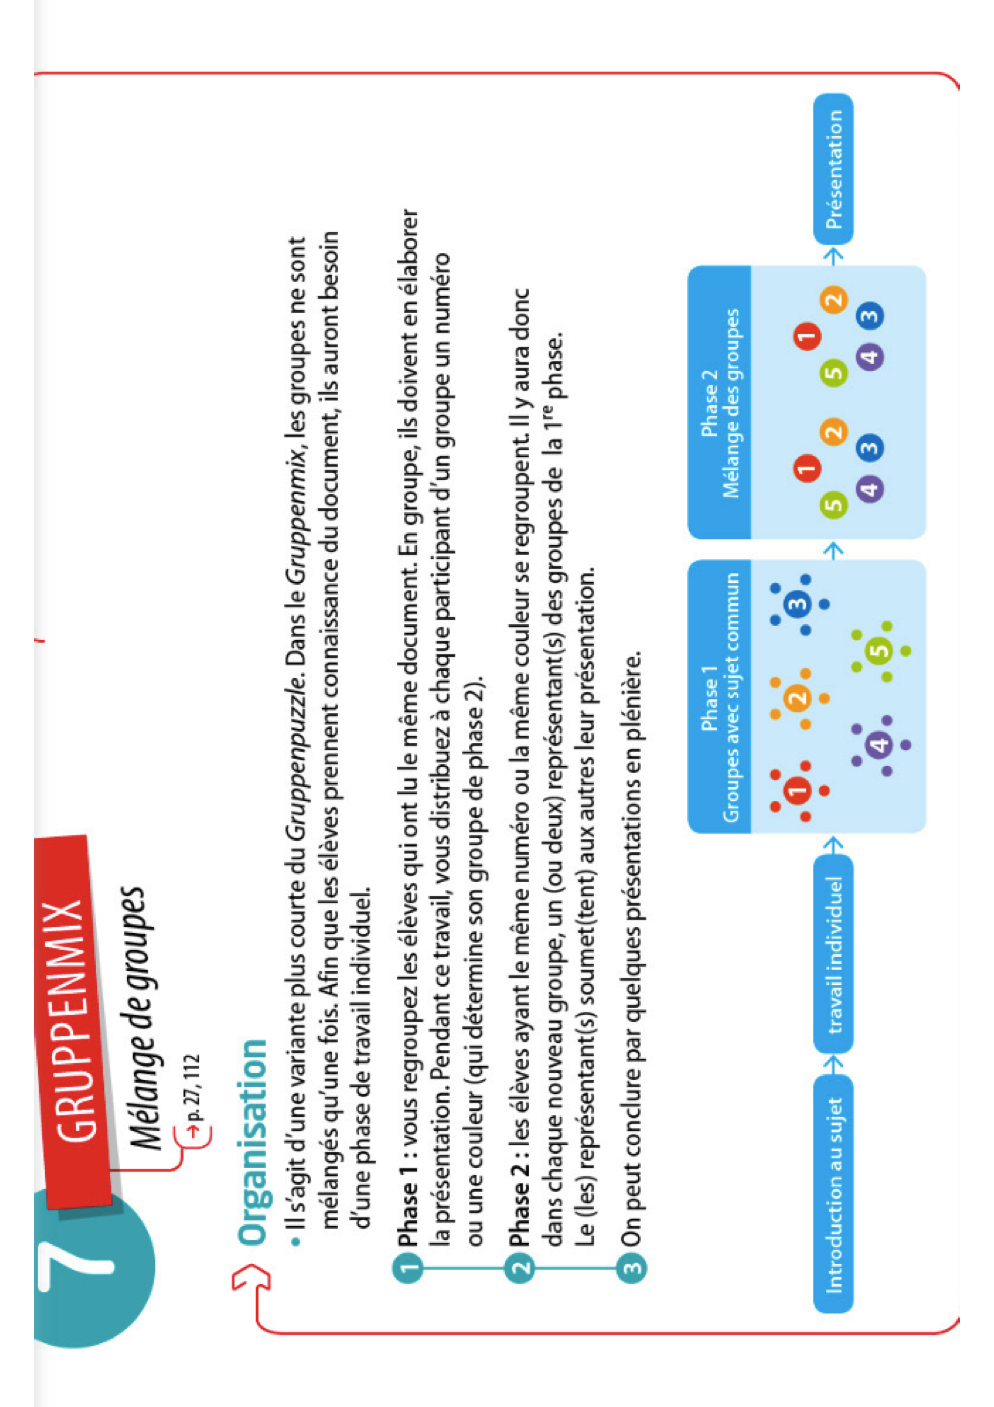 7
GRUPPENMIX
Mélange de groupes
→ p. 27, 112
Organisation
• Il s'agit d'une variante plus courte du Gruppenpuzzle. Dans le Gruppenmix, les groupes ne sont
mélangés qu'une fois. Afin que les élèves prennent connaissance du document, ils auront besoin
d'une phase de travail individuel.
1 Phase 1 : vous regroupez les élèves qui ont lu le même document. En groupe, ils doivent en élaborer
la présentation. Pendant ce travail, vous distribuez à chaque participant d'un groupe un numéro
ou une couleur (qui détermine son groupe de phase 2).
2 Phase 2 : les élèves ayant le même numéro ou la même couleur se regroupent. Il y aura donc
dans chaque nouveau groupe, un (ou deux) représentant(s) des groupes de la 1re phase.
Le (les) représentant(s) soumet(tent) aux autres leur présentation.
3 On peut conclure par quelques présentations en plénière.
Introduction au sujet
travail individuel
Phase 1
Groupes avec sujet commun
1
2
3
4
5
Phase 2
Mélange des groupes
1
2
5
4
3
1
2
5
4
3
Présentation